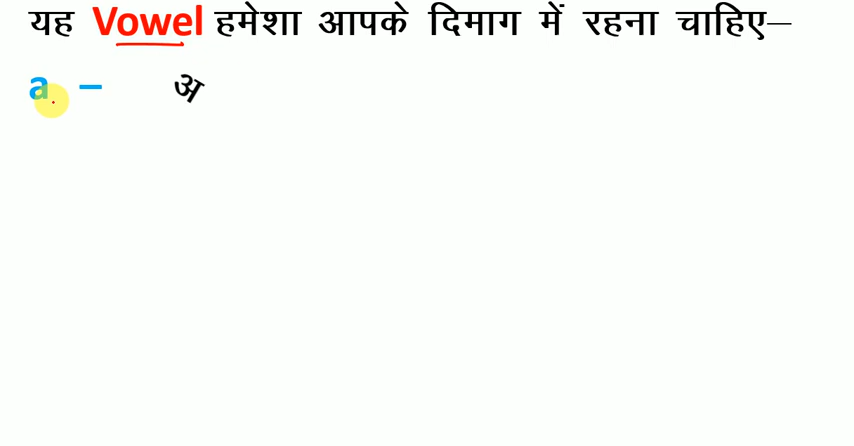 यह Vowel हमेशा आपके दिमाग में रहना चाहिए–
a – अ